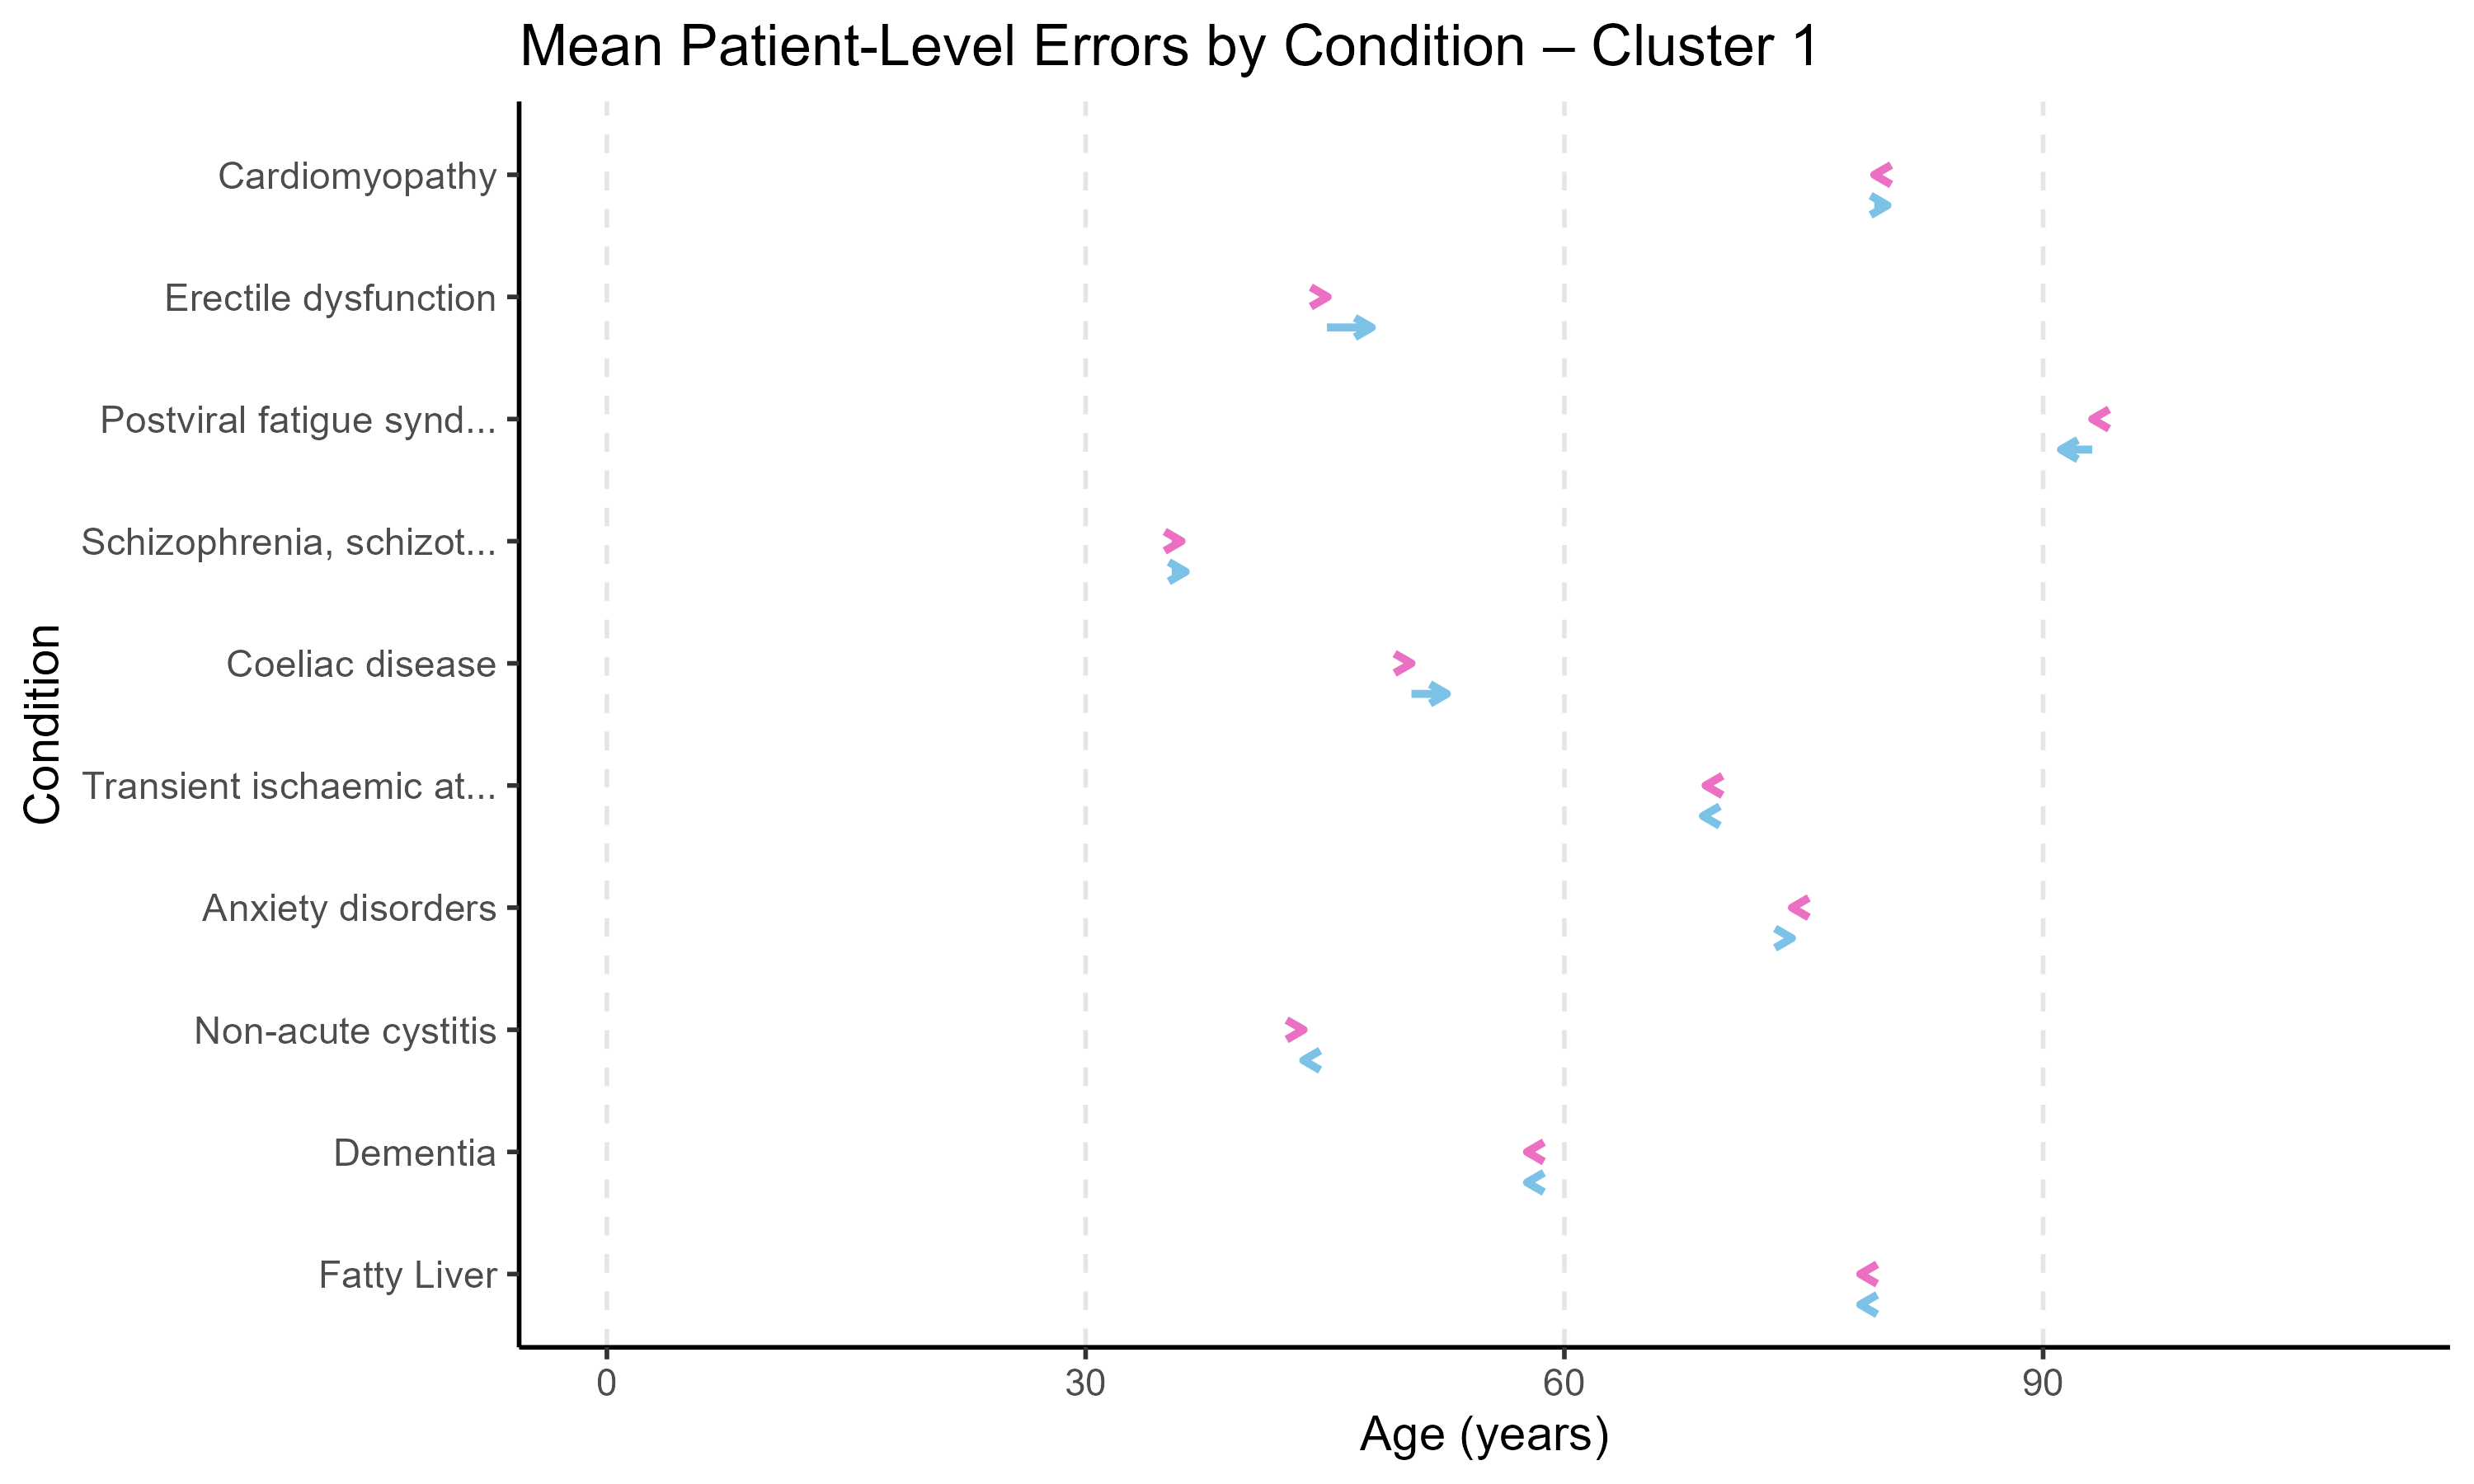 Mean Patient-Level Errors by Condition – Cluster 1
Condition
Cardiomyopathy
Erectile dysfunction
Postviral fatigue synd...
Schizophrenia, schizot...
Coeliac disease
Transient ischaemic at...
Anxiety disorders
Non-acute cystitis
Dementia
Fatty Liver
0 30 60 90
Age (years)